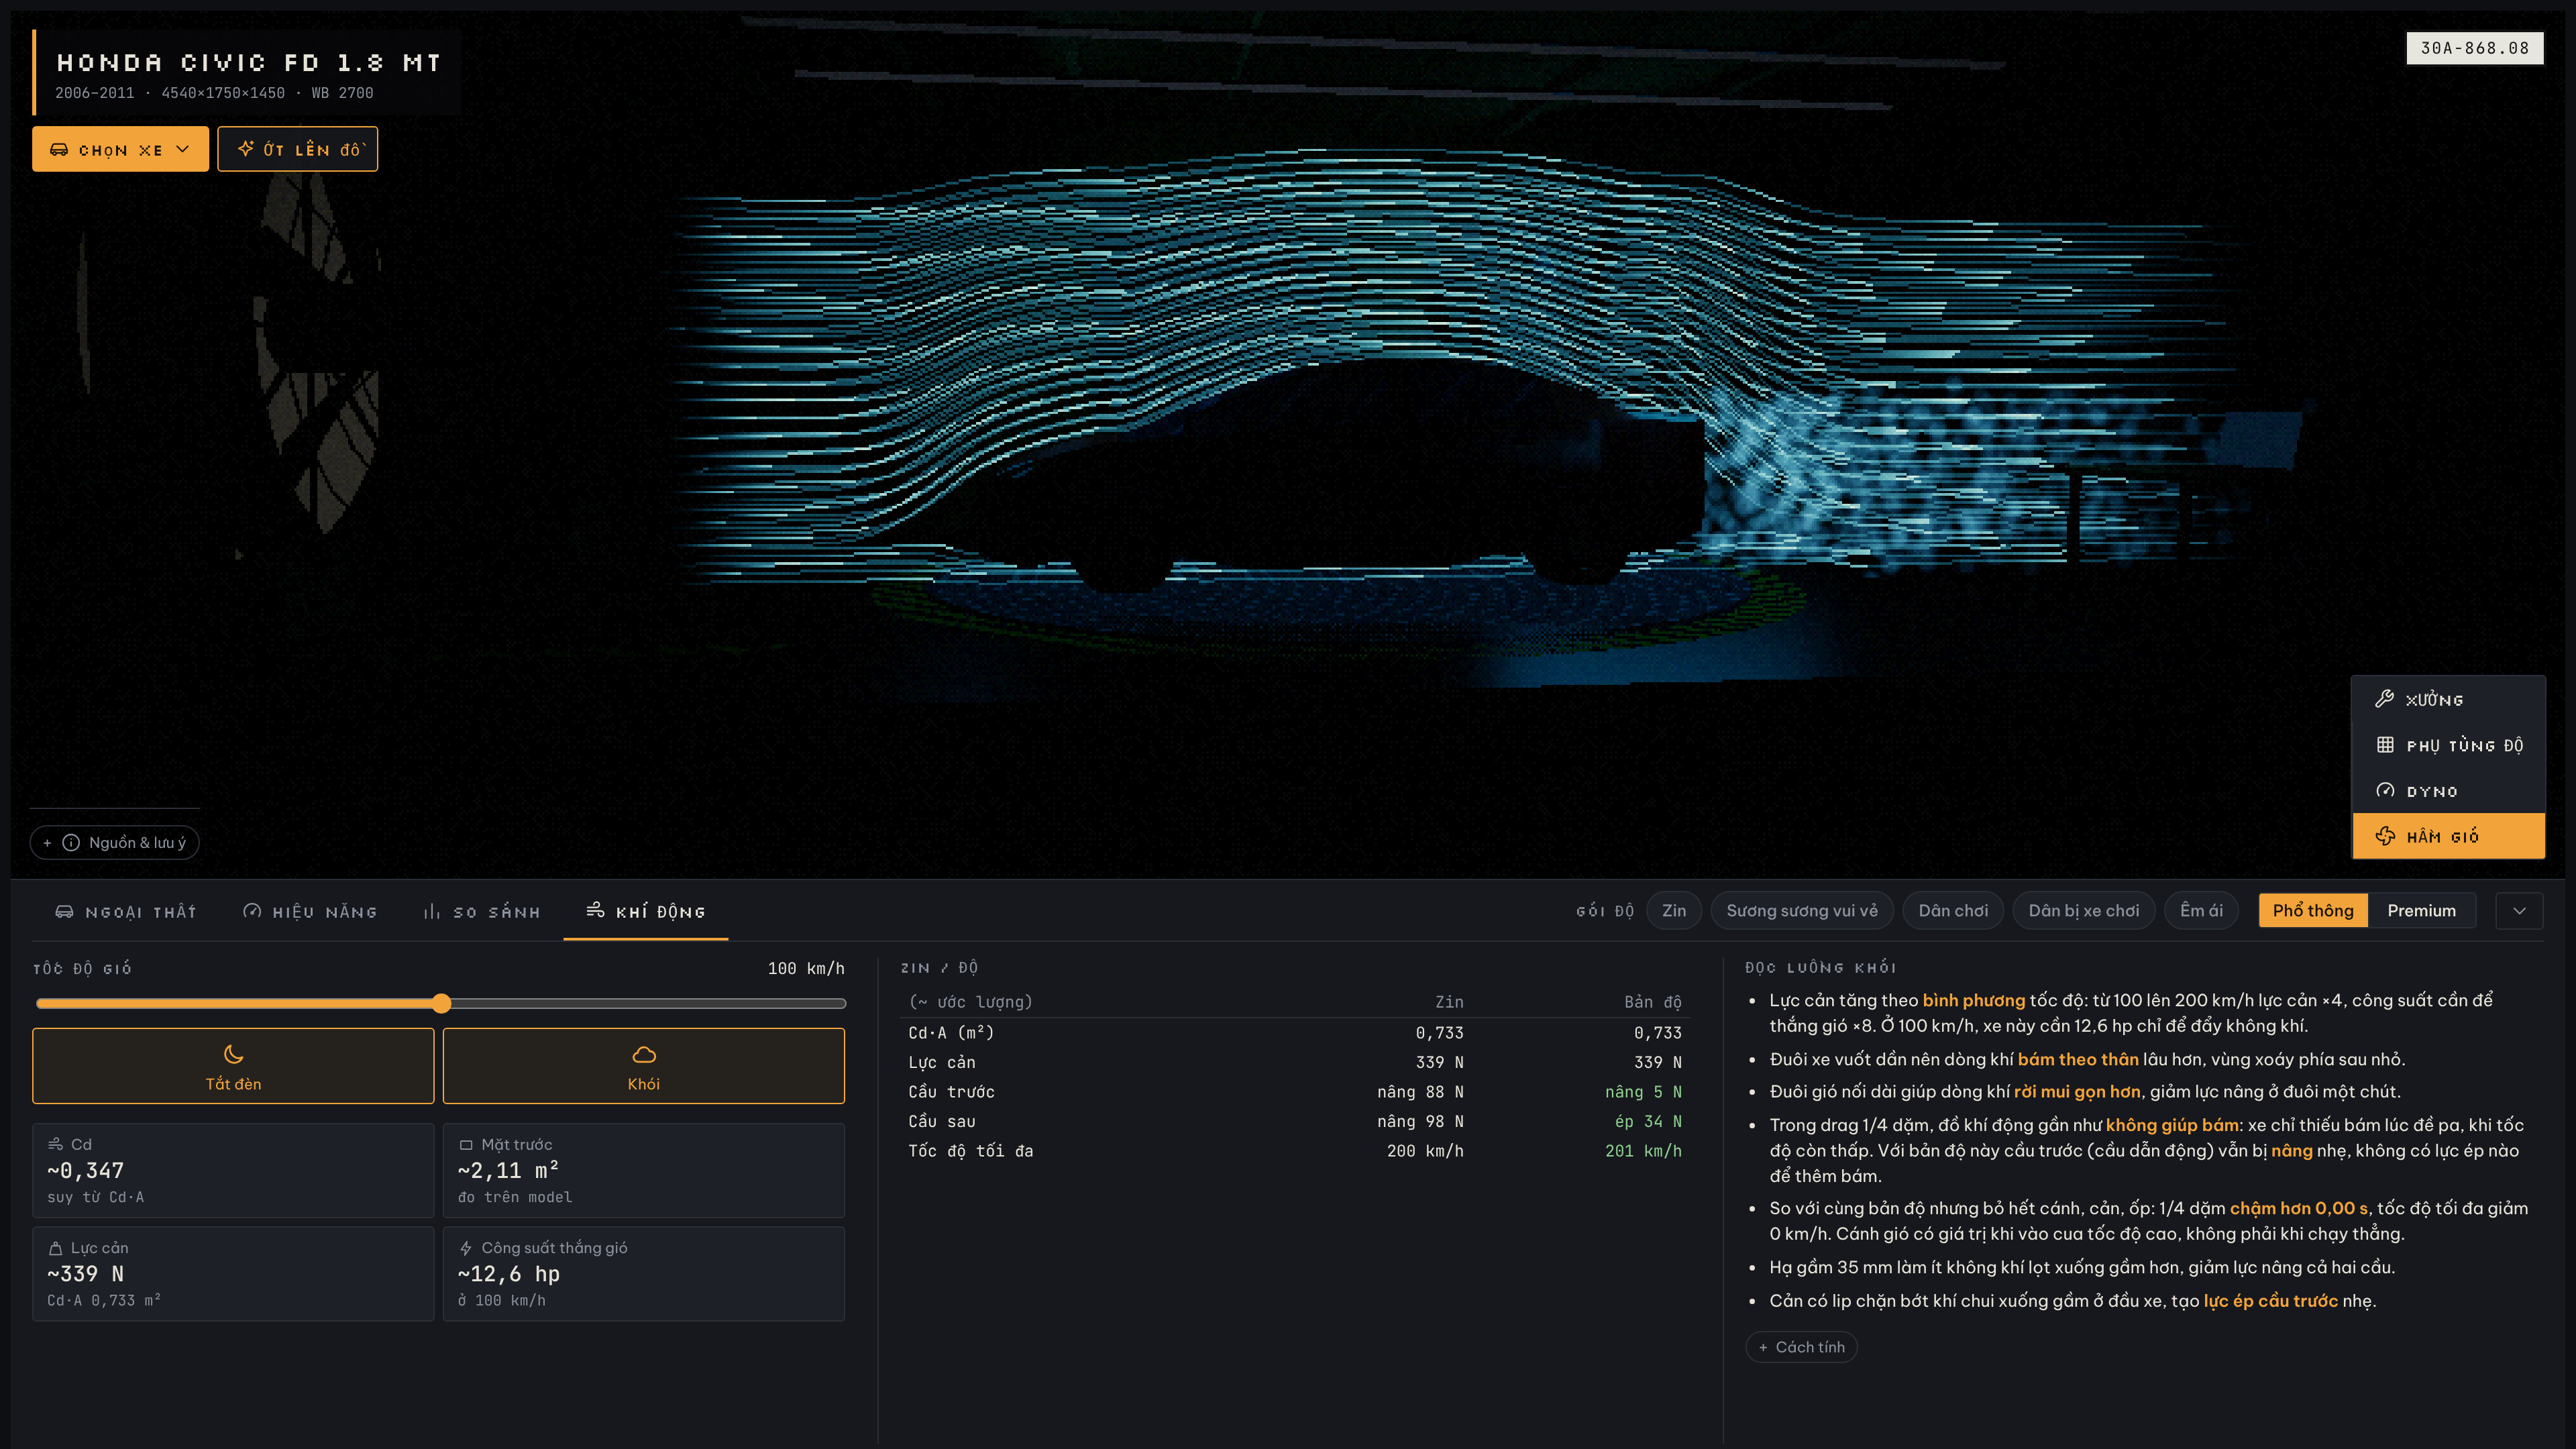 HONDA CIVIC FD 1.8 MT
2006–2011 · 4540×1750×1450 · WB 2700
CHỌN XE
ỚT LÊN đồ
30A-868.08
XƯỞNG
PHỤ TÙNG ĐỘ
DYNO
HẦM GIÓ
+ Nguồn & lưu ý
NGOẠI THẤT
HIỆU NĂNG
SO SÁNH
KHÍ ĐỘNG
GÓI ĐỘ
Zin
Sương sương vui vẻ
Dân chơi
Dân bị xe chơi
Êm ái
Phổ thông
Premium
TỐC ĐỘ GIÓ
100 km/h
Tắt đèn
Khói
Cd
~0,347
suy từ Cd·A
Mặt trước
~2,11 m²
đo trên model
Lực cản
~339 N
Cd·A 0,733 m²
Công suất thắng gió
~12,6 hp
ở 100 km/h
ZIN / ĐỘ
(~ ước lượng) Zin Bản độ
Cd·A (m²) 0,733 0,733
Lực cản 339 N 339 N
Cầu trước nâng 88 N nâng 5 N
Cầu sau nâng 98 N ép 34 N
Tốc độ tối đa 200 km/h 201 km/h
ĐỌC LUỒNG KHÓI
• Lực cản tăng theo bình phương tốc độ: từ 100 lên 200 km/h lực cản ×4, công suất cần để
thắng gió ×8. Ở 100 km/h, xe này cần 12,6 hp chỉ để đẩy không khí.
• Đuôi xe vuốt dần nên dòng khí bám theo thân lâu hơn, vùng xoáy phía sau nhỏ.
• Đuôi gió nối dài giúp dòng khí rời mui gọn hơn, giảm lực nâng ở đuôi một chút.
• Trong drag 1/4 dặm, đồ khí động gần như không giúp bám: xe chỉ thiếu bám lúc đề pa, khi tốc
độ còn thấp. Với bản độ này cầu trước (cầu dẫn động) vẫn bị nâng nhẹ, không có lực ép nào
để thêm bám.
• So với cùng bản độ nhưng bỏ hết cánh, cản, ốp: 1/4 dặm chậm hơn 0,00 s, tốc độ tối đa giảm
0 km/h. Cánh gió có giá trị khi vào cua tốc độ cao, không phải khi chạy thẳng.
• Hạ gầm 35 mm làm ít không khí lọt xuống gầm hơn, giảm lực nâng cả hai cầu.
• Cản có lip chặn bớt khí chui xuống gầm ở đầu xe, tạo lực ép cầu trước nhẹ.
+ Cách tính